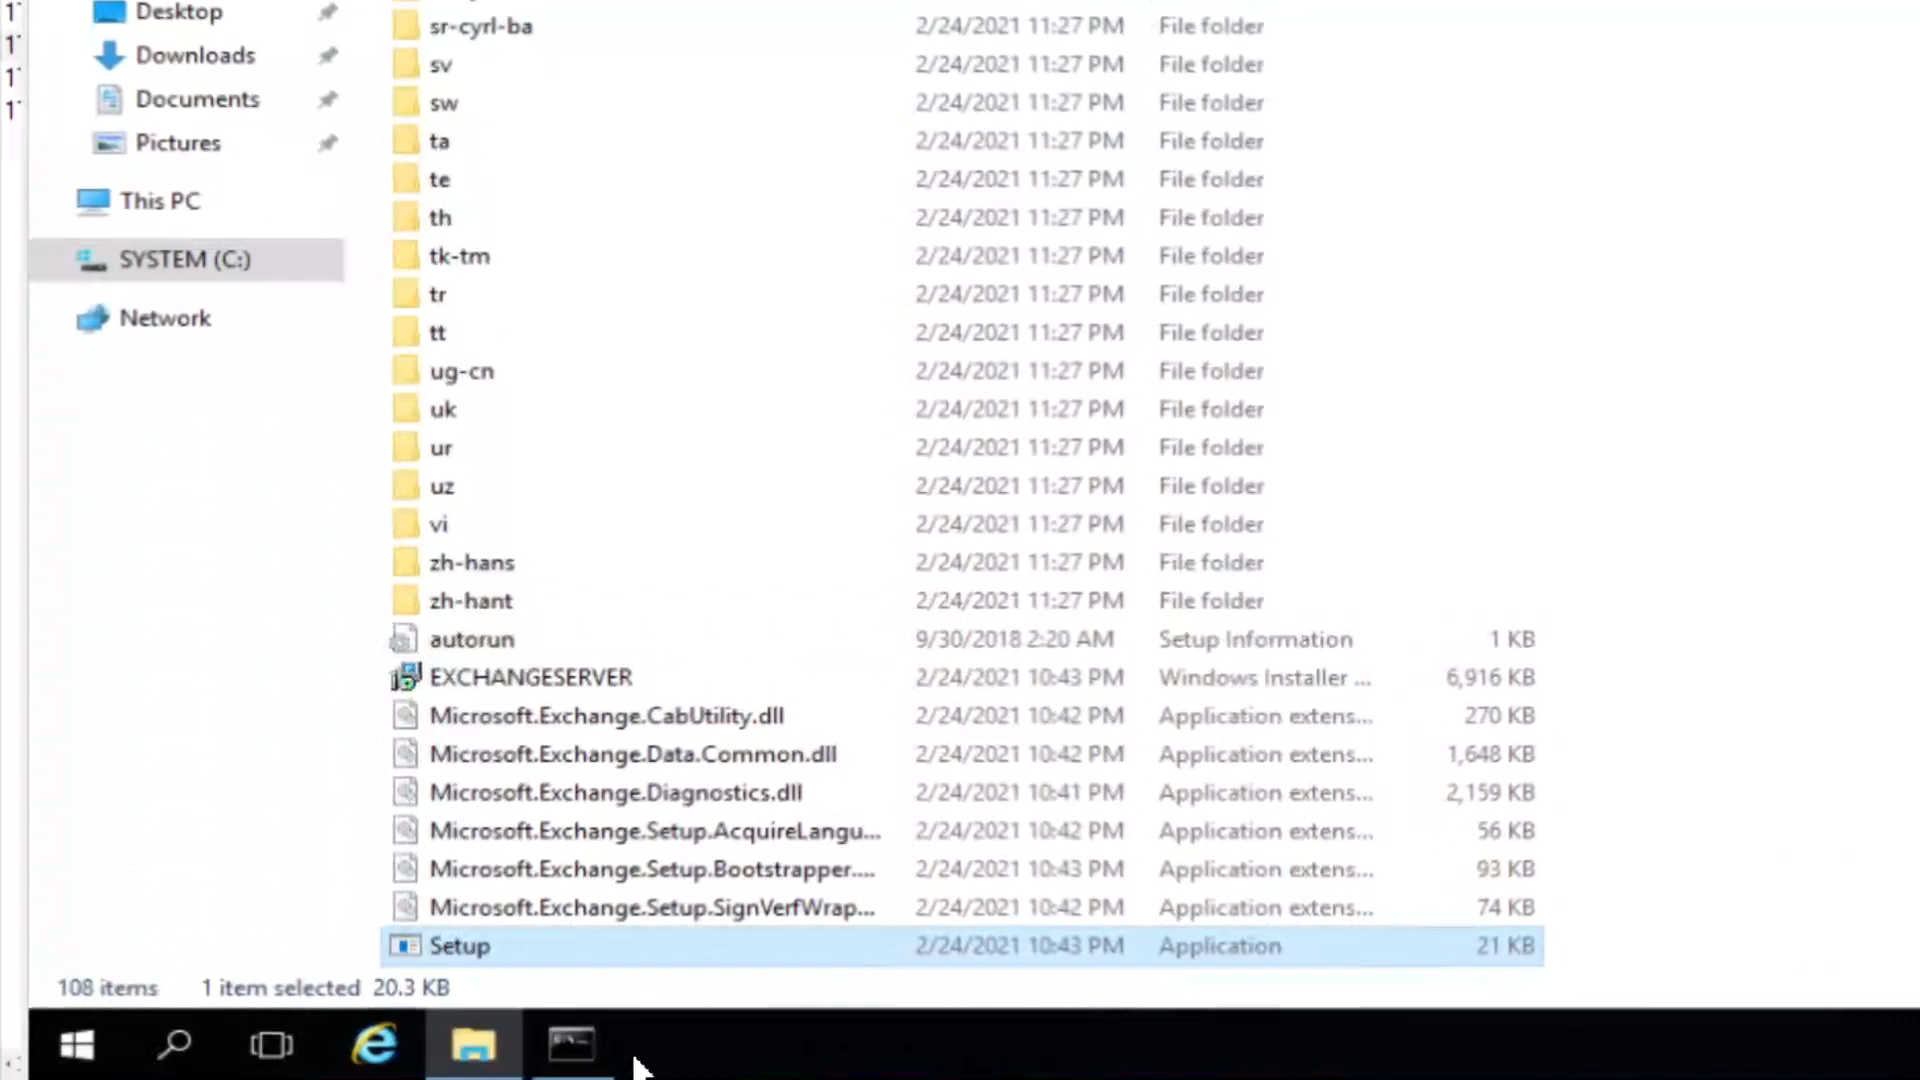 Desktop
Downloads
Documents
Pictures
This PC
SYSTEM (C:)
Network
sr-cyrl-ba 2/24/2021 11:27 PM File folder
sv 2/24/2021 11:27 PM File folder
sw 2/24/2021 11:27 PM File folder
ta 2/24/2021 11:27 PM File folder
te 2/24/2021 11:27 PM File folder
th 2/24/2021 11:27 PM File folder
tk-tm 2/24/2021 11:27 PM File folder
tr 2/24/2021 11:27 PM File folder
tt 2/24/2021 11:27 PM File folder
ug-cn 2/24/2021 11:27 PM File folder
uk 2/24/2021 11:27 PM File folder
ur 2/24/2021 11:27 PM File folder
uz 2/24/2021 11:27 PM File folder
vi 2/24/2021 11:27 PM File folder
zh-hans 2/24/2021 11:27 PM File folder
zh-hant 2/24/2021 11:27 PM File folder
autorun 9/30/2018 2:20 AM Setup Information 1 KB
EXCHANGESERVER 2/24/2021 10:43 PM Windows Installer ... 6,916 KB
Microsoft.Exchange.CabUtility.dll 2/24/2021 10:42 PM Application extens... 270 KB
Microsoft.Exchange.Data.Common.dll 2/24/2021 10:42 PM Application extens... 1,648 KB
Microsoft.Exchange.Diagnostics.dll 2/24/2021 10:41 PM Application extens... 2,159 KB
Microsoft.Exchange.Setup.AcquireLangu... 2/24/2021 10:42 PM Application extens... 56 KB
Microsoft.Exchange.Setup.Bootstrapper.... 2/24/2021 10:43 PM Application extens... 93 KB
Microsoft.Exchange.Setup.SignVerfWrap... 2/24/2021 10:42 PM Application extens... 74 KB
Setup 2/24/2021 10:43 PM Application 21 KB
108 items 1 item selected 20.3 KB